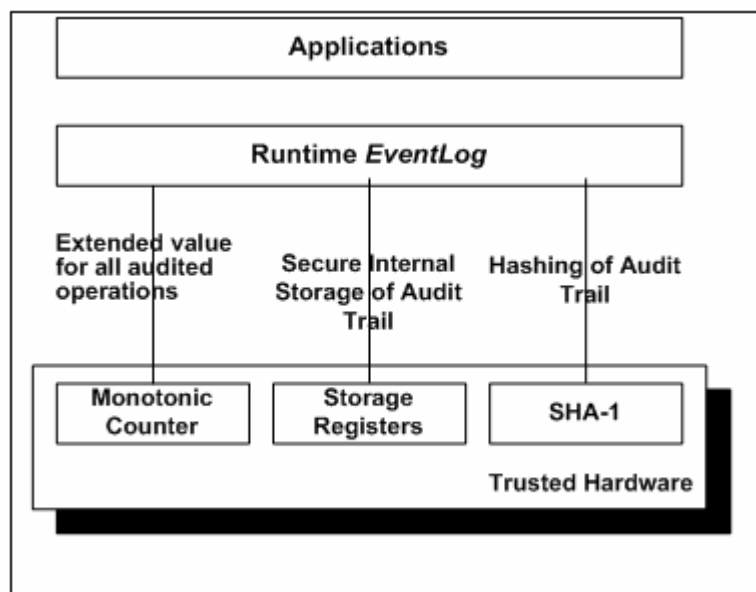 Applications
Runtime EventLog
Extended value
for all audited
operations
Secure Internal
Storage of Audit
Trail
Hashing of Audit
Trail
Monotonic
Counter
Storage
Registers
SHA-1
Trusted Hardware